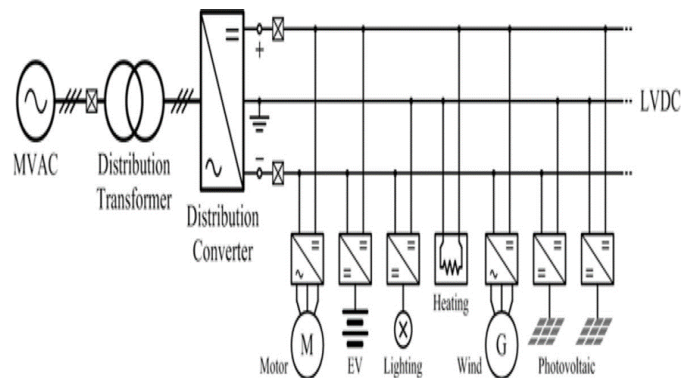 +
LVDC
MVAC
Distribution
Transformer
−
Distribution
Converter
Heating
M
G
Motor
EV
Lighting
Wind
Photovoltaic